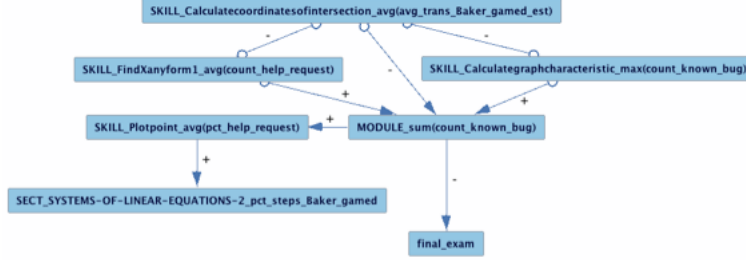 SKILL_Calculatecoordinatesofintersection_avg(avg_trans_Baker_gamed_est)
- -
SKILL_FindXanyform1_avg(count_help_request)
-
SKILL_Calculategraphcharacteristic_max(count_known_bug)
+ +
SKILL_Plotpoint_avg(pct_help_request)
+
MODULE_sum(count_known_bug)
+
-
SECT_SYSTEMS-OF-LINEAR-EQUATIONS-2_pct_steps_Baker_gamed
final_exam